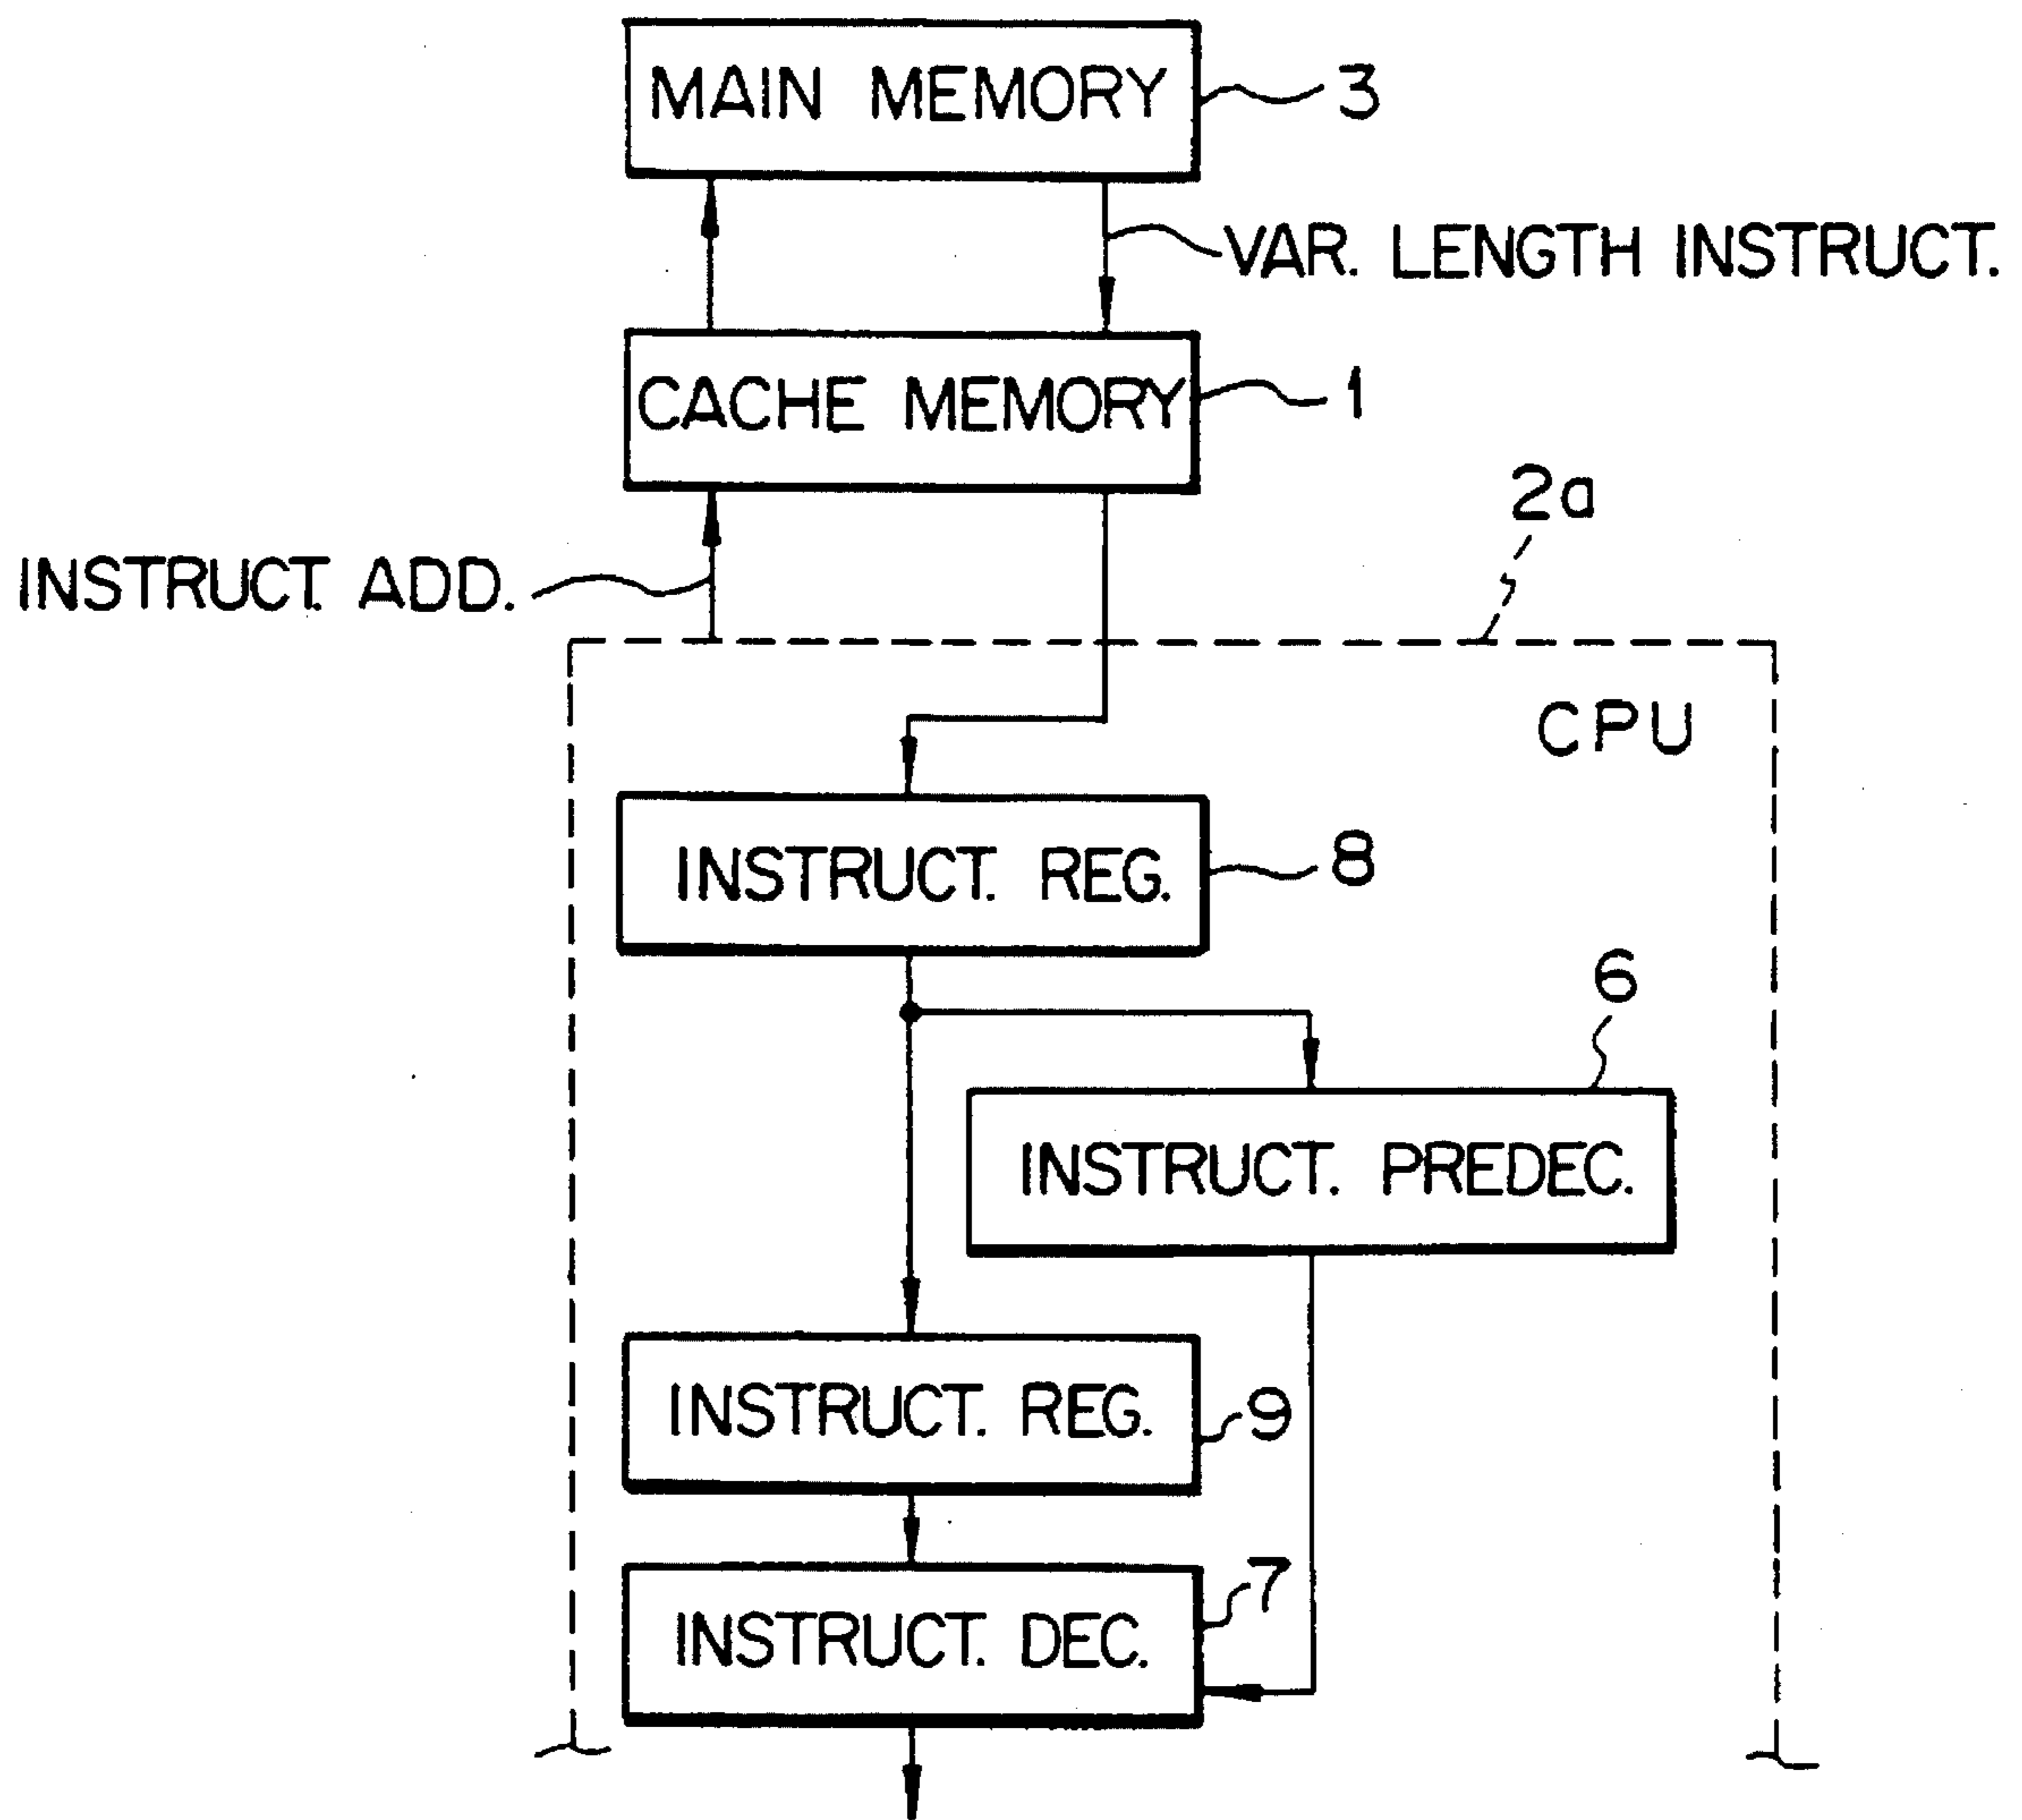 MAIN MEMORY
3
VAR. LENGTH INSTRUCT.
CACHE MEMORY
1
2a
INSTRUCT. ADD.
CPU
INSTRUCT. REG.
8
6
INSTRUCT. PREDEC.
INSTRUCT. REG.
9
INSTRUCT. DEC.
7